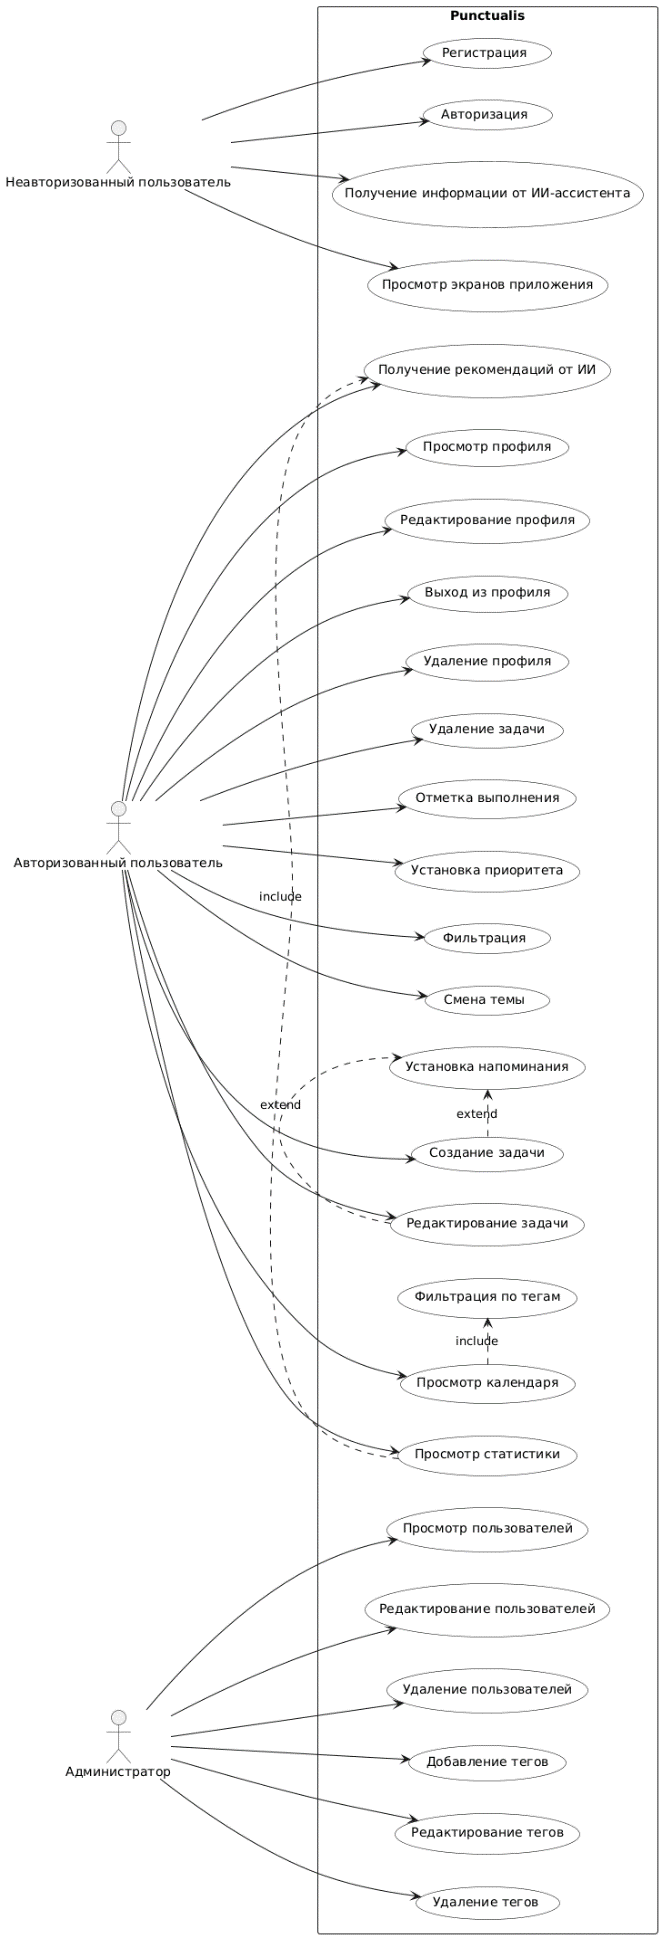 Punctualis
Регистрация
Авторизация
Неавторизованный пользователь
Получение информации от ИИ-ассистента
Просмотр экранов приложения
Получение рекомендаций от ИИ
Просмотр профиля
Редактирование профиля
Выход из профиля
Удаление профиля
Удаление задачи
Отметка выполнения
Авторизованный пользователь
Установка приоритета
include
Фильтрация
Смена темы
Установка напоминания
extend
extend
Создание задачи
Редактирование задачи
Фильтрация по тегам
include
Просмотр календаря
Просмотр статистики
Просмотр пользователей
Редактирование пользователей
Удаление пользователей
Администратор
Добавление тегов
Редактирование тегов
Удаление тегов